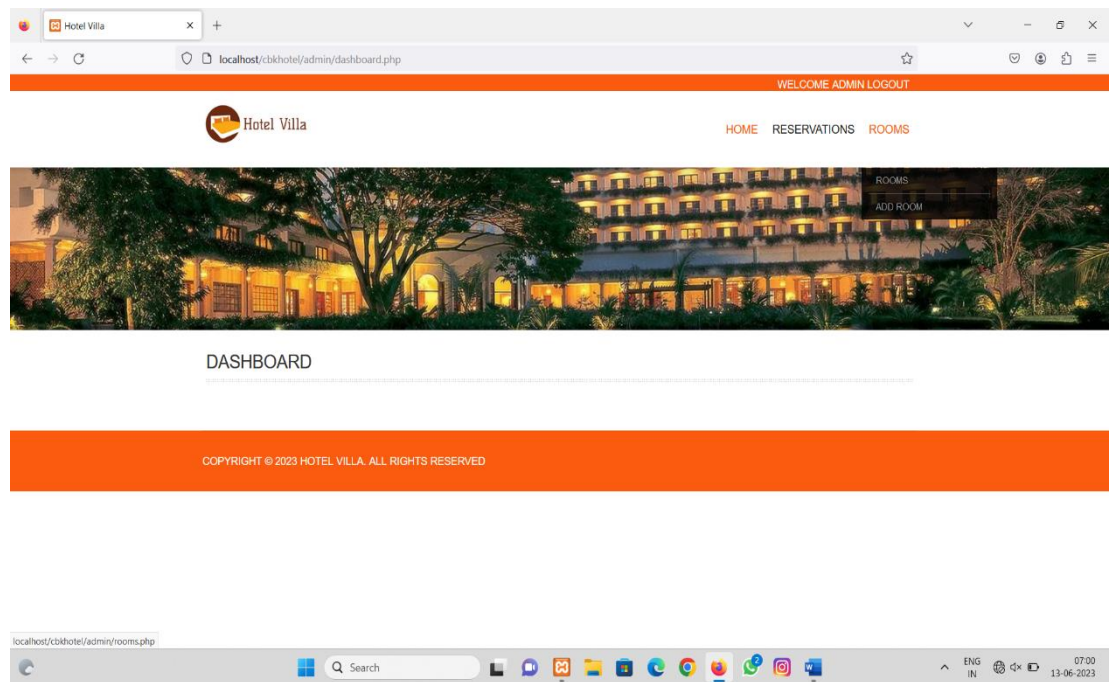 Hotel Villa
localhost/cbkhotel/admin/dashboard.php
WELCOME ADMIN LOGOUT
Hotel Villa
HOME RESERVATIONS ROOMS
ROOMS
ADD ROOM
DASHBOARD
COPYRIGHT © 2023 HOTEL VILLA. ALL RIGHTS RESERVED
localhost/cbkhotel/admin/rooms.php
Search
2
ENG
IN
07:00
13-06-2023